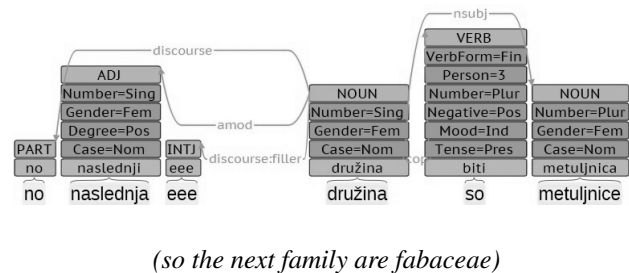 nsubj
VERB
discourse
VerbForm=Fin
ADJ Person=3
Number=Sing NOUN Number=Plur NOUN
Gender=Fem amod Number=Sing Negative=Pos Number=Plur
Degree=Pos Gender=Fem Mood=Ind Gender=Fem
PART Case=Nom INTJ discourse:filler Case=Nom cop Tense=Pres Case=Nom
no naslednji eee družina biti metuljnica
no naslednja eee družina so metuljnice
(so the next family are fabaceae)